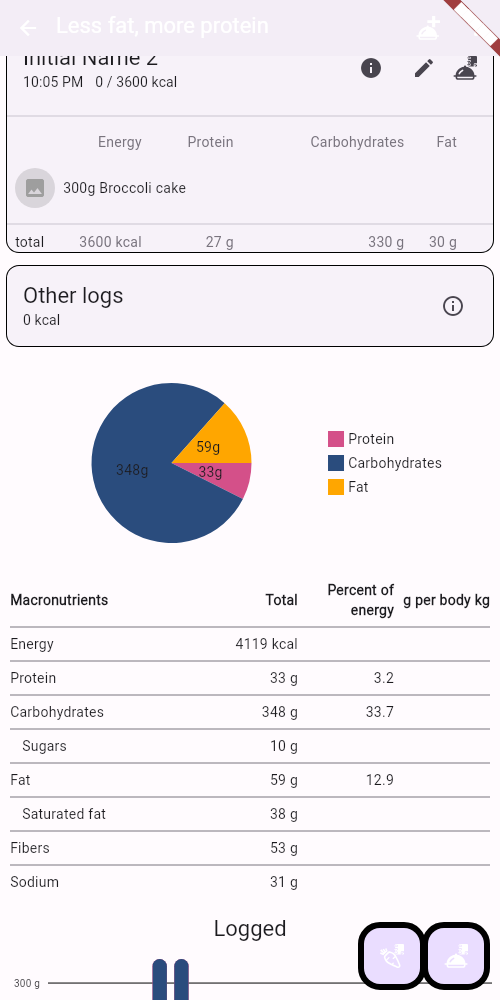 Less fat, more protein
Initial Name 2
10:05 PM 0 / 3600 kcal
Energy Protein Carbohydrates Fat
300g Broccoli cake
total 3600 kcal 27 g 330 g 30 g
Other logs
0 kcal
59g
348g 33g
Protein
Carbohydrates
Fat
Macronutrients Total Percent of energy g per body kg
Energy 4119 kcal
Protein 33 g 3.2
Carbohydrates 348 g 33.7
Sugars 10 g
Fat 59 g 12.9
Saturated fat 38 g
Fibers 53 g
Sodium 31 g
Logged
300 g